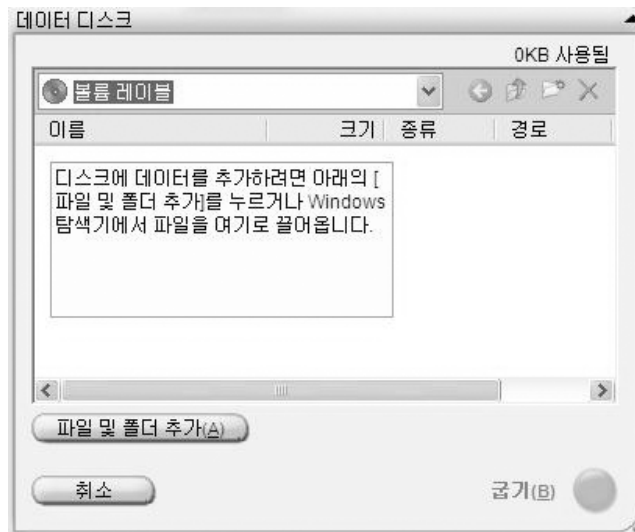 데이터 디스크
0KB 사용됨
볼륨 레이블
이름 크기 종류 경로
디스크에 데이터를 추가하려면 아래의 [
파일 및 폴더 추가]를 누르거나 Windows
탐색기에서 파일을 여기로 끌어옵니다.
파일 및 폴더 추가(A)
취소 굽기(B)